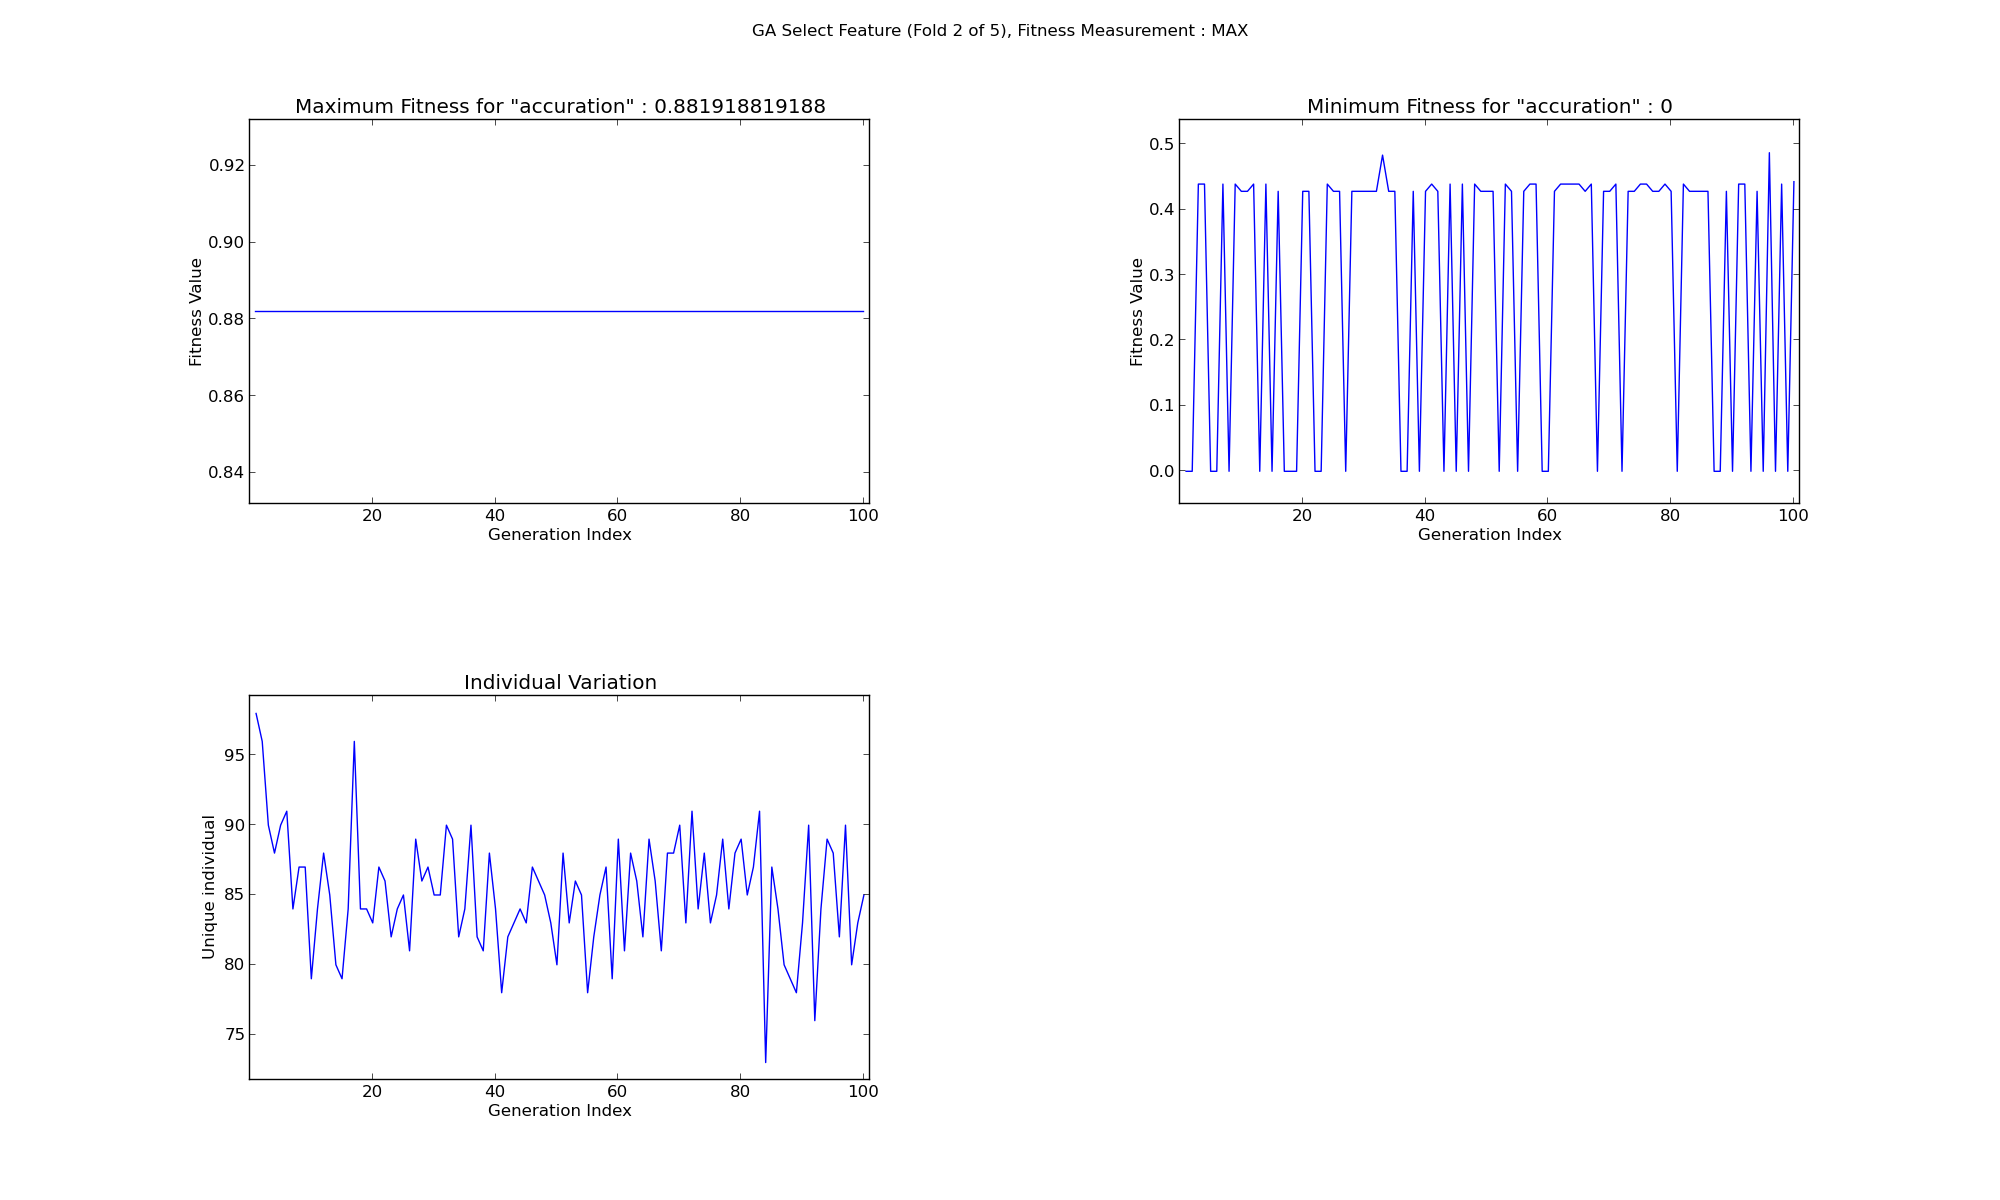 GA Select Feature (Fold 2 of 5), Fitness Measurement : MAX
Maximum Fitness for "accuration" : 0.881918819188
0.92
0.90
0.88
0.86
0.84
Fitness Value
20 40 60 80 100
Generation Index
Minimum Fitness for "accuration" : 0
0.5
0.4
0.3
0.2
0.1
0.0
Fitness Value
20 40 60 80 100
Generation Index
Individual Variation
95
90
85
80
75
Unique individual
20 40 60 80 100
Generation Index